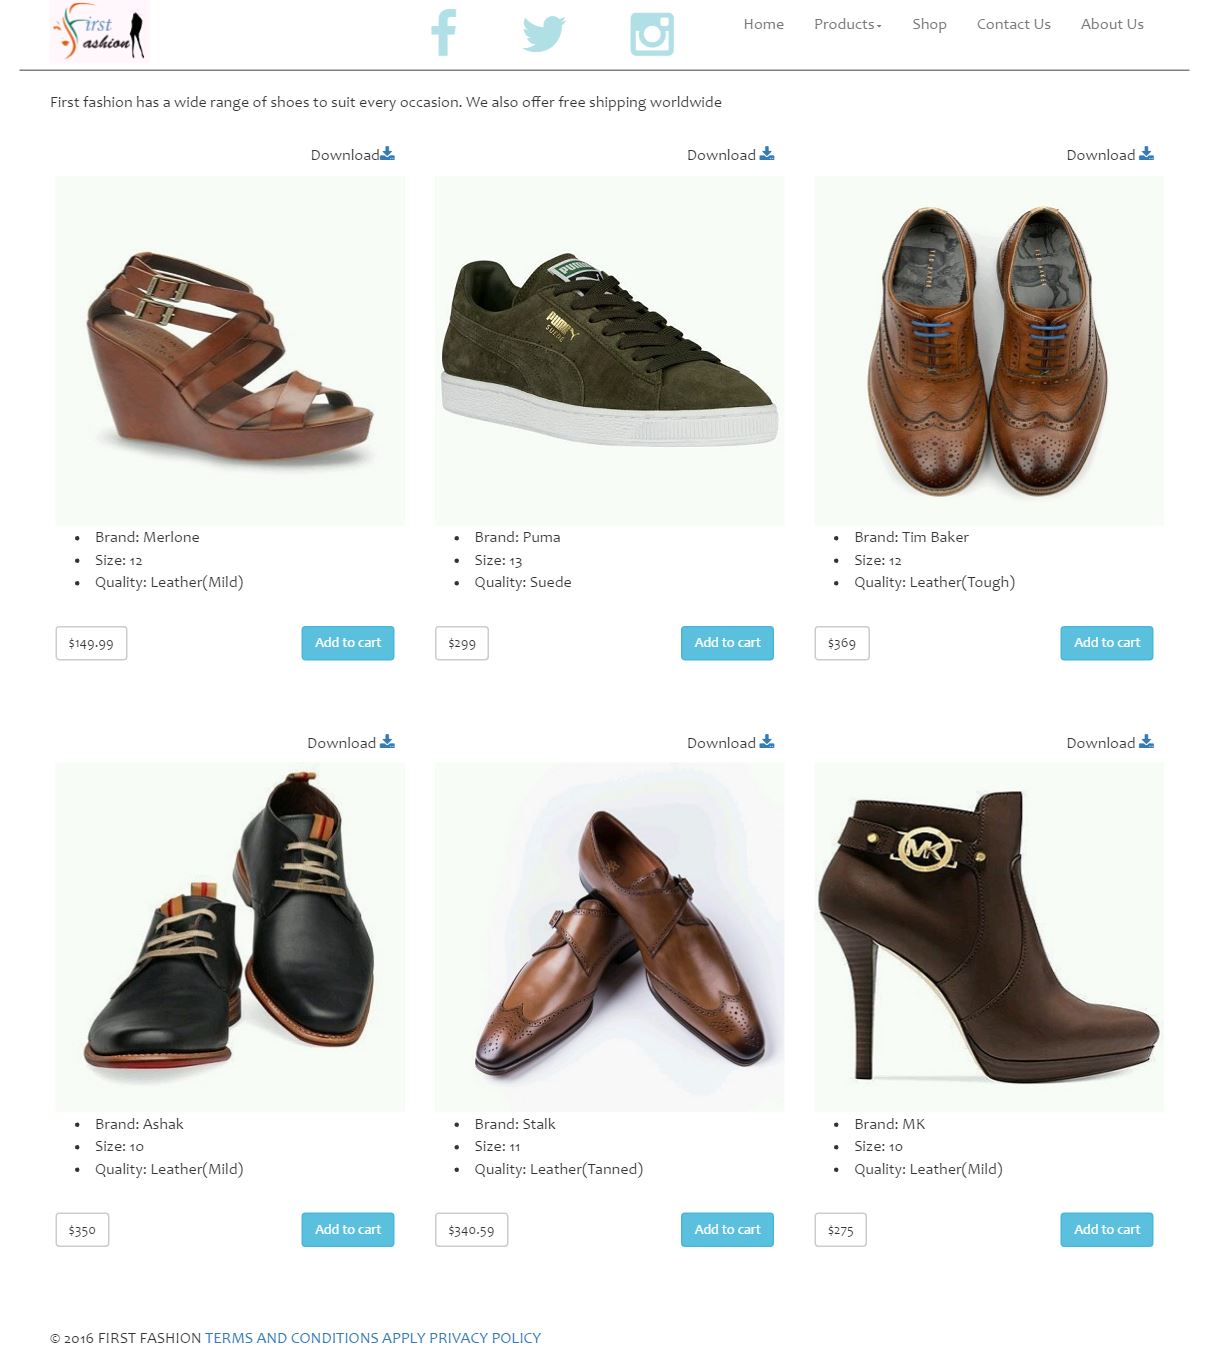 First Fashion
Home Products Shop Contact Us About Us
First fashion has a wide range of shoes to suit every occasion. We also offer free shipping worldwide
Download Download Download
PUMA
PUMA
SUEDE
TED BAKER TED BAKER
Brand: Merlone
Size: 12
Quality: Leather(Mild)
$149.99 Add to cart
Brand: Puma
Size: 13
Quality: Suede
$299 Add to cart
Brand: Tim Baker
Size: 12
Quality: Leather(Tough)
$369 Add to cart
Download Download Download
MK
Brand: Ashak
Size: 10
Quality: Leather(Mild)
$350 Add to cart
Brand: Stalk
Size: 11
Quality: Leather(Tanned)
$340.59 Add to cart
Brand: MK
Size: 10
Quality: Leather(Mild)
$275 Add to cart
© 2016 FIRST FASHION TERMS AND CONDITIONS APPLY PRIVACY POLICY